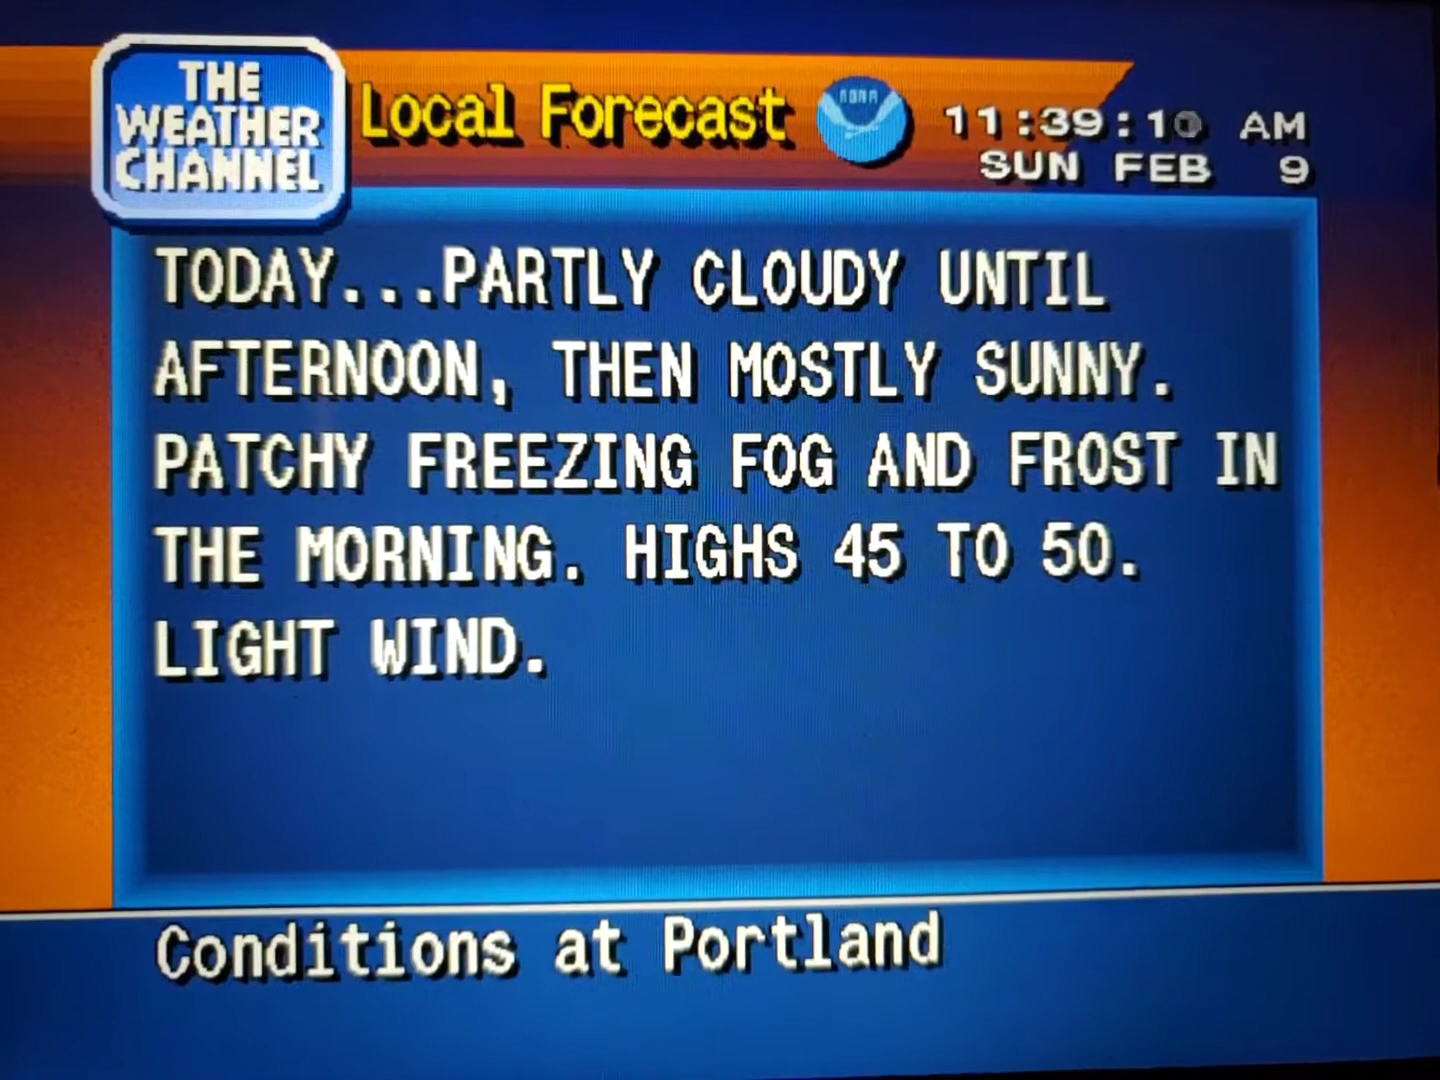 THE
WEATHER
CHANNEL
Local Forecast
NOAA
11:39:10 AM
SUN FEB 9
TODAY...PARTLY CLOUDY UNTIL
AFTERNOON, THEN MOSTLY SUNNY.
PATCHY FREEZING FOG AND FROST IN
THE MORNING. HIGHS 45 TO 50.
LIGHT WIND.
Conditions at Portland